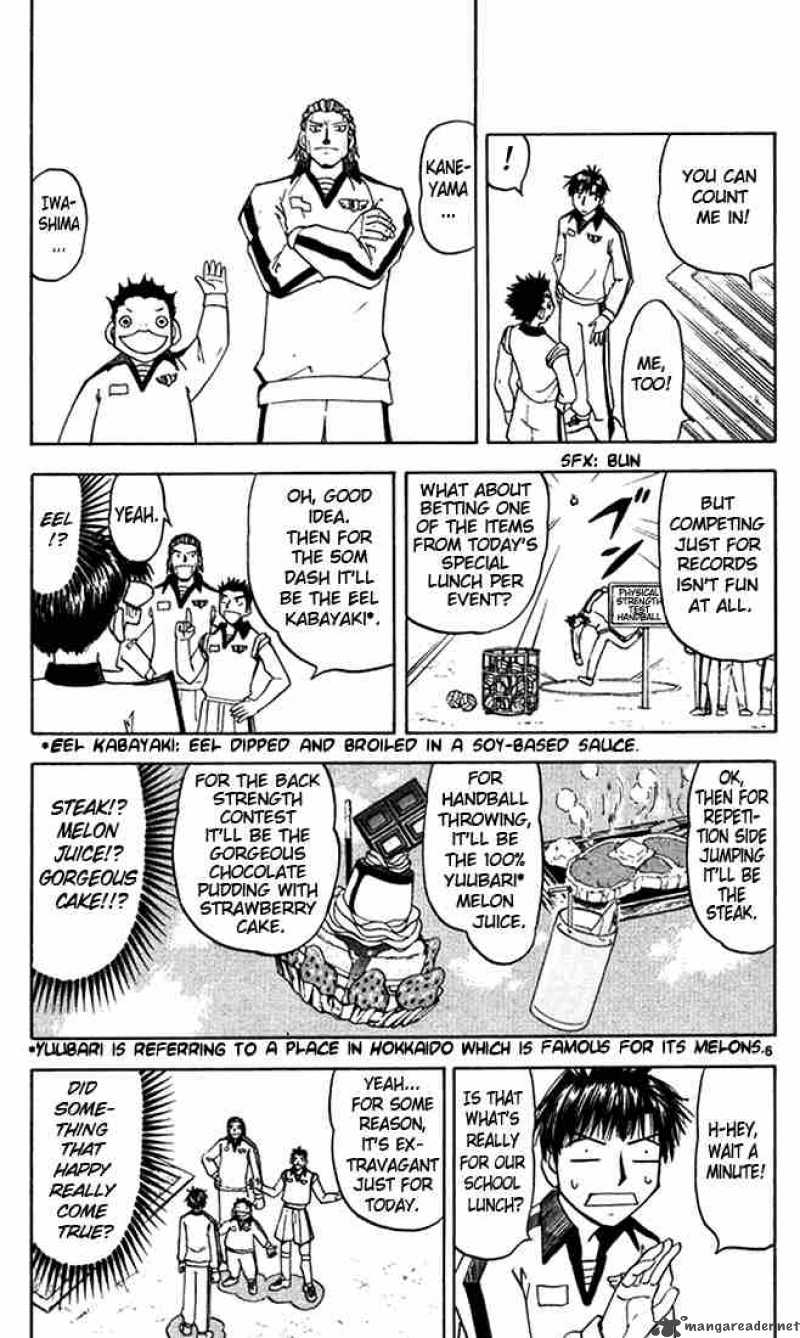 YOU CAN
COUNT
ME IN!
!
ME,
TOO!
KANE-
YAMA
...
IWA-
SHIMA
...
SFX: BUN
BUT
COMPETING
JUST FOR
RECORDS
ISN'T FUN
AT ALL.
PHYSICAL
STRENGTH
TEST
HANDBALL
ブン
WHAT ABOUT
BETTING ONE
OF THE ITEMS
FROM TODAY'S
SPECIAL
LUNCH PER
EVENT?
OH, GOOD
IDEA.
THEN FOR
THE 50M
DASH IT'LL
BE THE EEL
KABAYAKI*.
YEAH.
EEL
!?
*EEL KABAYAKI: EEL DIPPED AND BROILED IN A SOY-BASED SAUCE.
OK,
THEN FOR
REPETI-
TION SIDE
JUMPING
IT'LL BE
THE
STEAK.
FOR
HANDBALL
THROWING,
IT'LL BE
THE 100%
YUUBARI*
MELON
JUICE.
FOR THE BACK
STRENGTH
CONTEST
IT'LL BE THE
GORGEOUS
CHOCOLATE
PUDDING WITH
STRAWBERRY
CAKE.
STEAK!?
MELON
JUICE!?
GORGEOUS
CAKE!!?
*YUUBARI IS REFERRING TO A PLACE IN HOKKAIDO WHICH IS FAMOUS FOR ITS MELONS.
6
H-HEY,
WAIT A
MINUTE!
IS THAT
WHAT'S
REALLY
FOR OUR
SCHOOL
LUNCH?
YEAH...
FOR SOME
REASON,
IT'S EX-
TRAVAGANT
JUST FOR
TODAY.
DID
SOME-
THING
THAT
HAPPY
REALLY
COME
TRUE?
mangareader.net